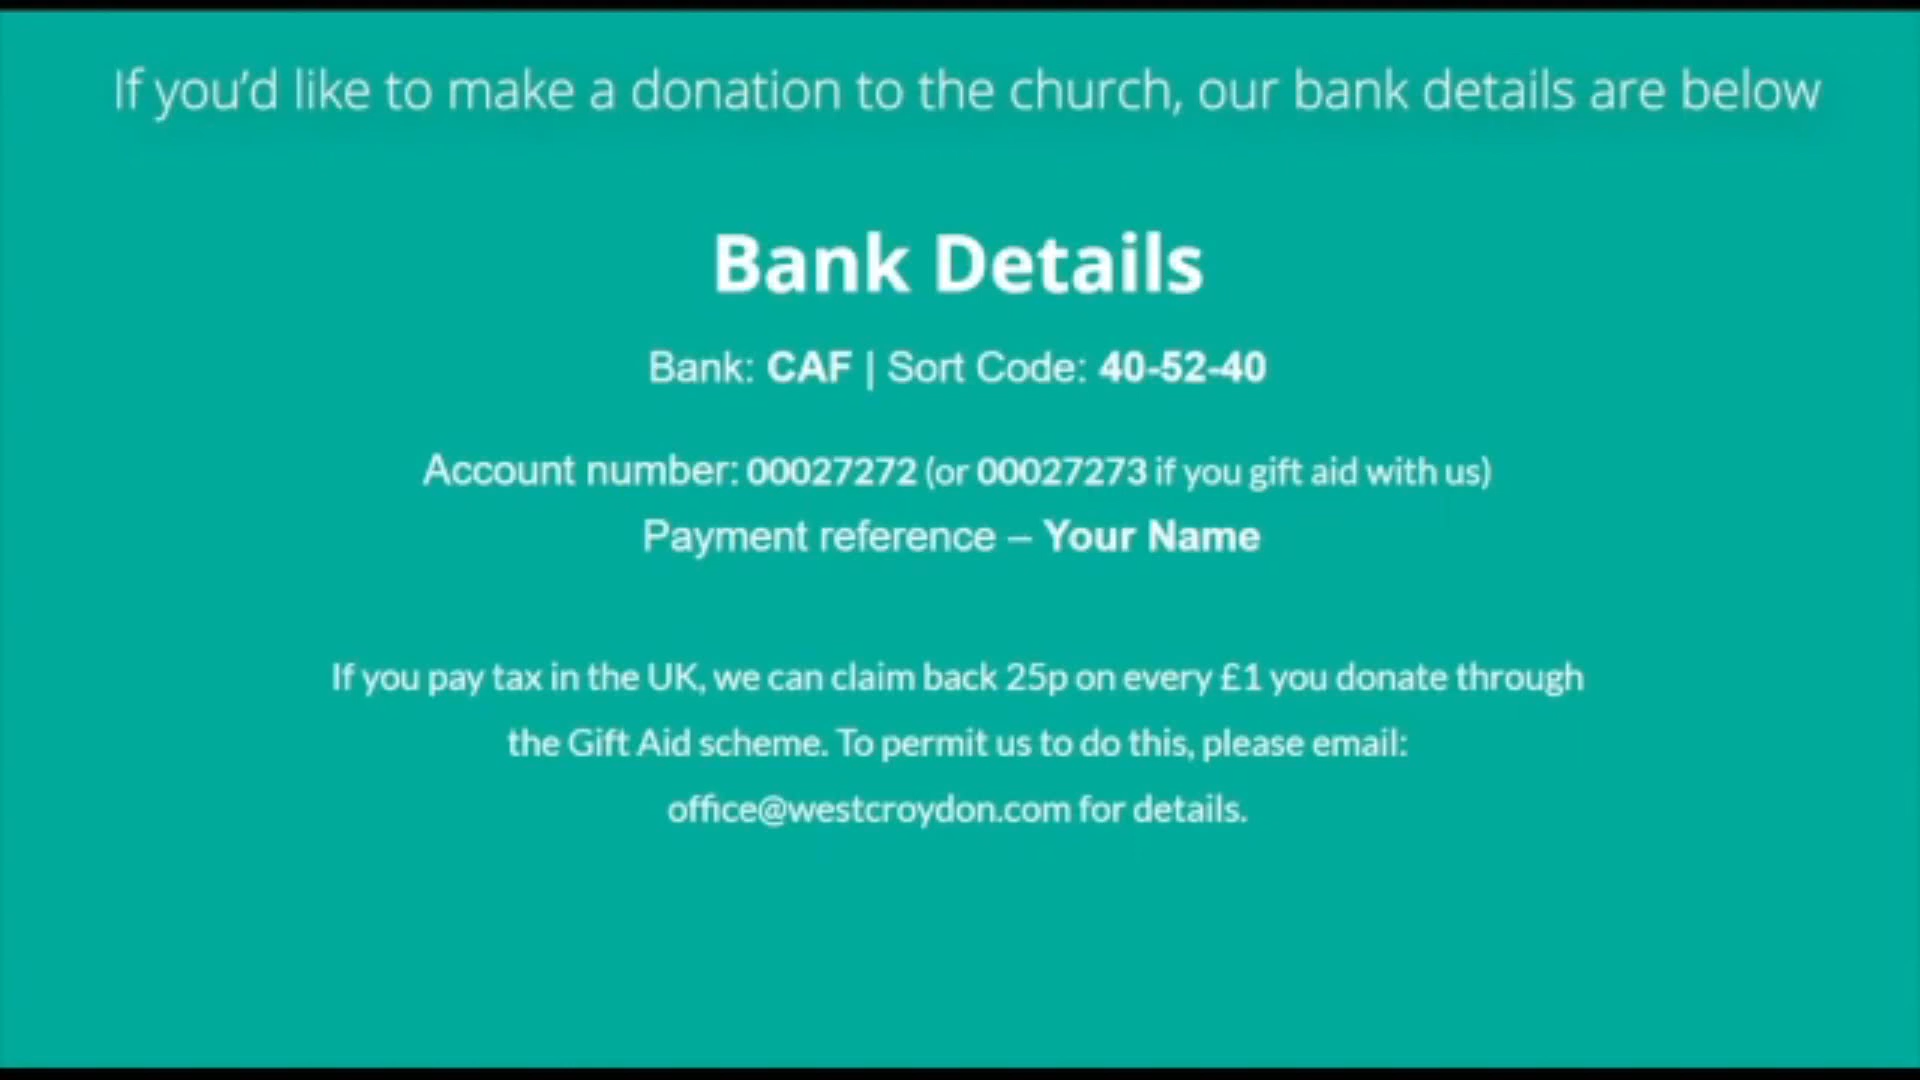 If you’d like to make a donation to the church, our bank details are below
Bank Details
Bank: CAF | Sort Code: 40-52-40
Account number: 00027272 (or 00027273 if you gift aid with us)
Payment reference – Your Name
If you pay tax in the UK, we can claim back 25p on every £1 you donate through
the Gift Aid scheme. To permit us to do this, please email:
office@westcroydon.com for details.